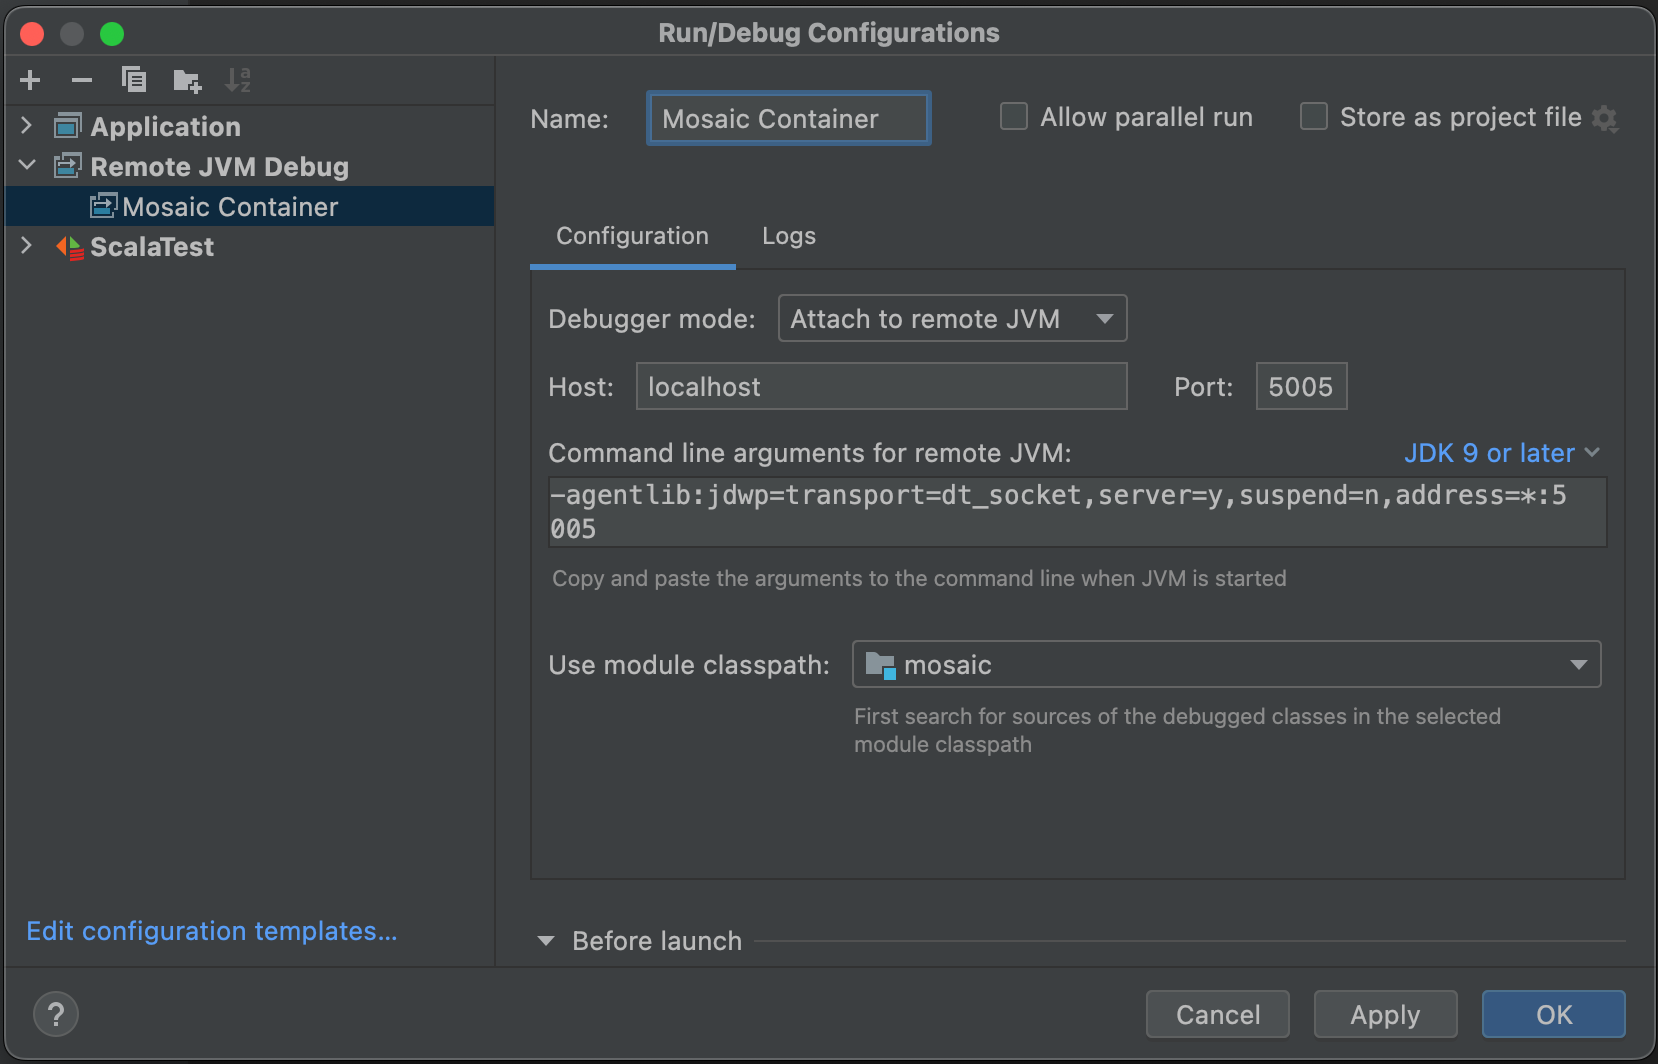 Run/Debug Configurations
Application
Remote JVM Debug
Mosaic Container
ScalaTest
Edit configuration templates...
Name:
Mosaic Container
Allow parallel run
Store as project file
Configuration
Logs
Debugger mode:
Attach to remote JVM
Host:
localhost
Port:
5005
Command line arguments for remote JVM:
JDK 9 or later
-agentlib:jdwp=transport=dt_socket,server=y,suspend=n,address=*:5
005
Copy and paste the arguments to the command line when JVM is started
Use module classpath:
mosaic
First search for sources of the debugged classes in the selected
module classpath
Before launch
?
Cancel
Apply
OK